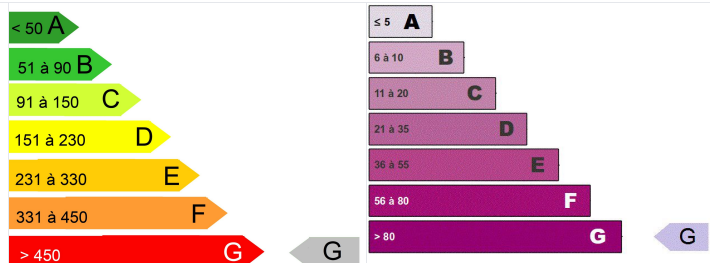 < 50 A
51 à 90 B
91 à 150 C
151 à 230 D
231 à 330 E
331 à 450 F
> 450 G G
≤ 5 A
6 à 10 B
11 à 20 C
21 à 35 D
36 à 55 E
56 à 80 F
> 80 G G